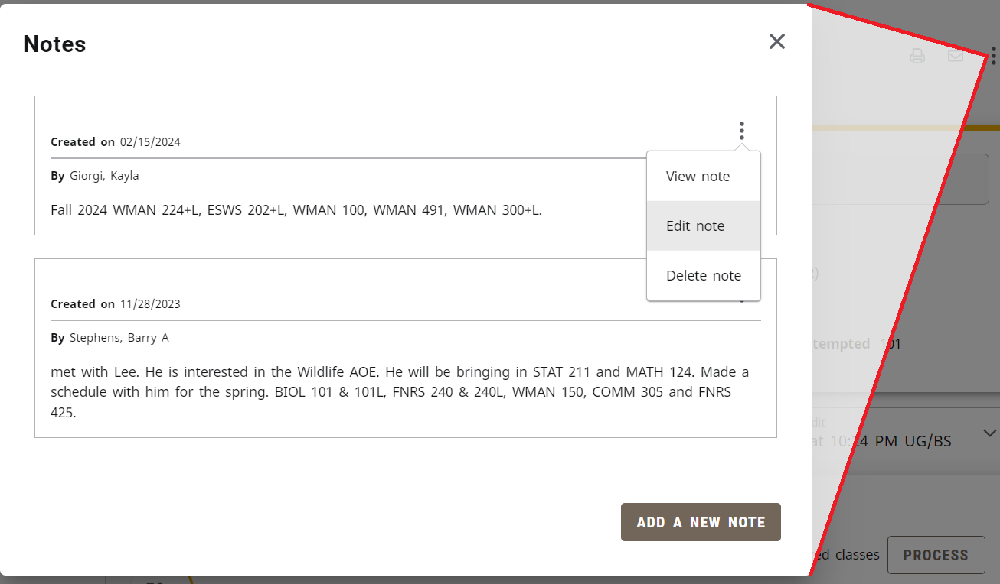 Notes
Created on 02/15/2024
By Giorgi, Kayla
View note
Fall 2024 WMAN 224+L, ESWS 202+L, WMAN 100, WMAN 491, WMAN 300+L.
Edit note
Delete note
Created on 11/28/2023
By Stephens, Barry A
tempted 101
met with Lee. He is interested in the Wildlife AOE. He will be bringing in STAT 211 and MATH 124. Made a
schedule with him for the spring. BIOL 101 & 101L, FNRS 240 & 240L, WMAN 150, COMM 305 and FNRS
425.
dit
at PM UG/BS
ADD A NEW NOTE
ed classes PROCESS